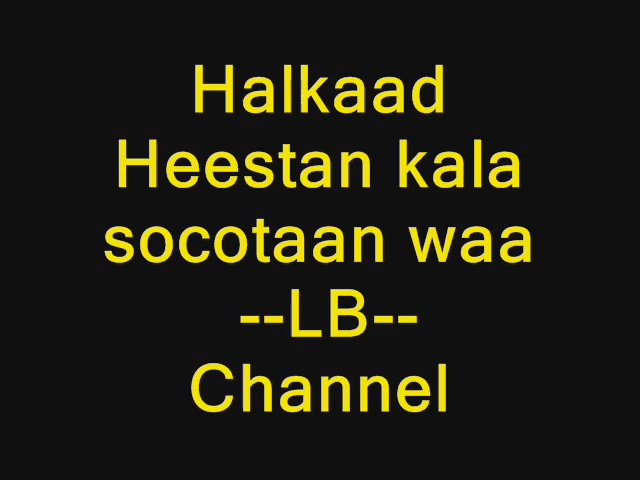 Halkaad
Heestan kala
socotaan waa
--LB--
Channel